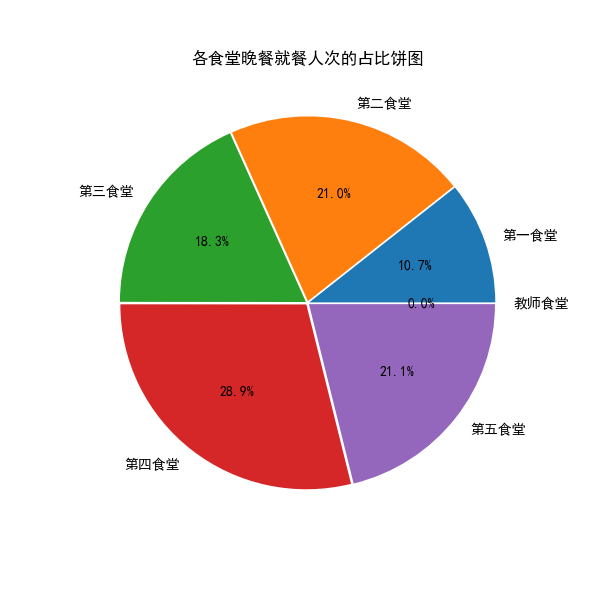 各食堂晚餐就餐人次的占比饼图
第二食堂
第三食堂
21.0%
第一食堂
18.3%
10.7%
0.0%
教师食堂
21.1%
28.9%
第五食堂
第四食堂